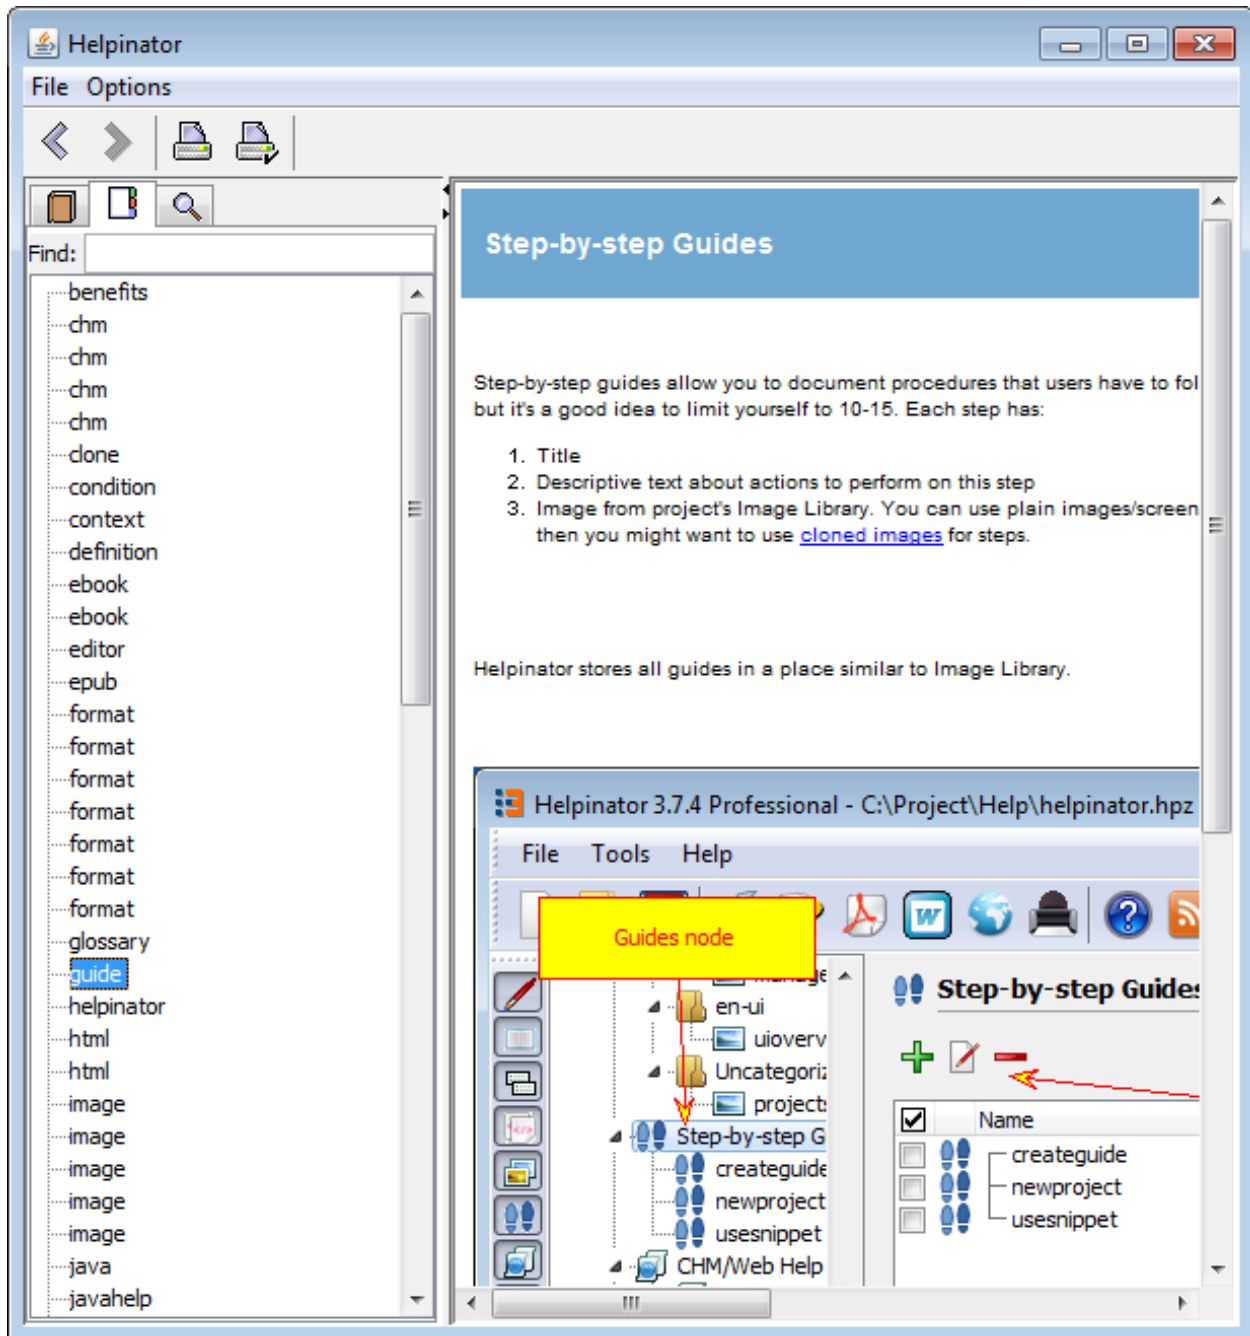 Helpinator
File Options
Find:
benefits
chm
chm
chm
chm
clone
condition
context
definition
ebook
ebook
editor
epub
format
format
format
format
format
format
format
glossary
guide
helpinator
html
html
image
image
image
image
image
java
javahelp
Step-by-step Guides
Step-by-step guides allow you to document procedures that users have to fol
but it's a good idea to limit yourself to 10-15. Each step has:
1. Title
2. Descriptive text about actions to perform on this step
3. Image from project's Image Library. You can use plain images/screen
then you might want to use cloned images for steps.
Helpinator stores all guides in a place similar to Image Library.
Helpinator 3.7.4 Professional - C:\Project\Help\helpinator.hpz
File Tools Help
Guides node
en-ui
uioverv
Uncategoriz
projects
Step-by-step G
createguide
newproject
usesnippet
CHM/Web Help
Step-by-step Guides
Name
createguide
newproject
usesnippet